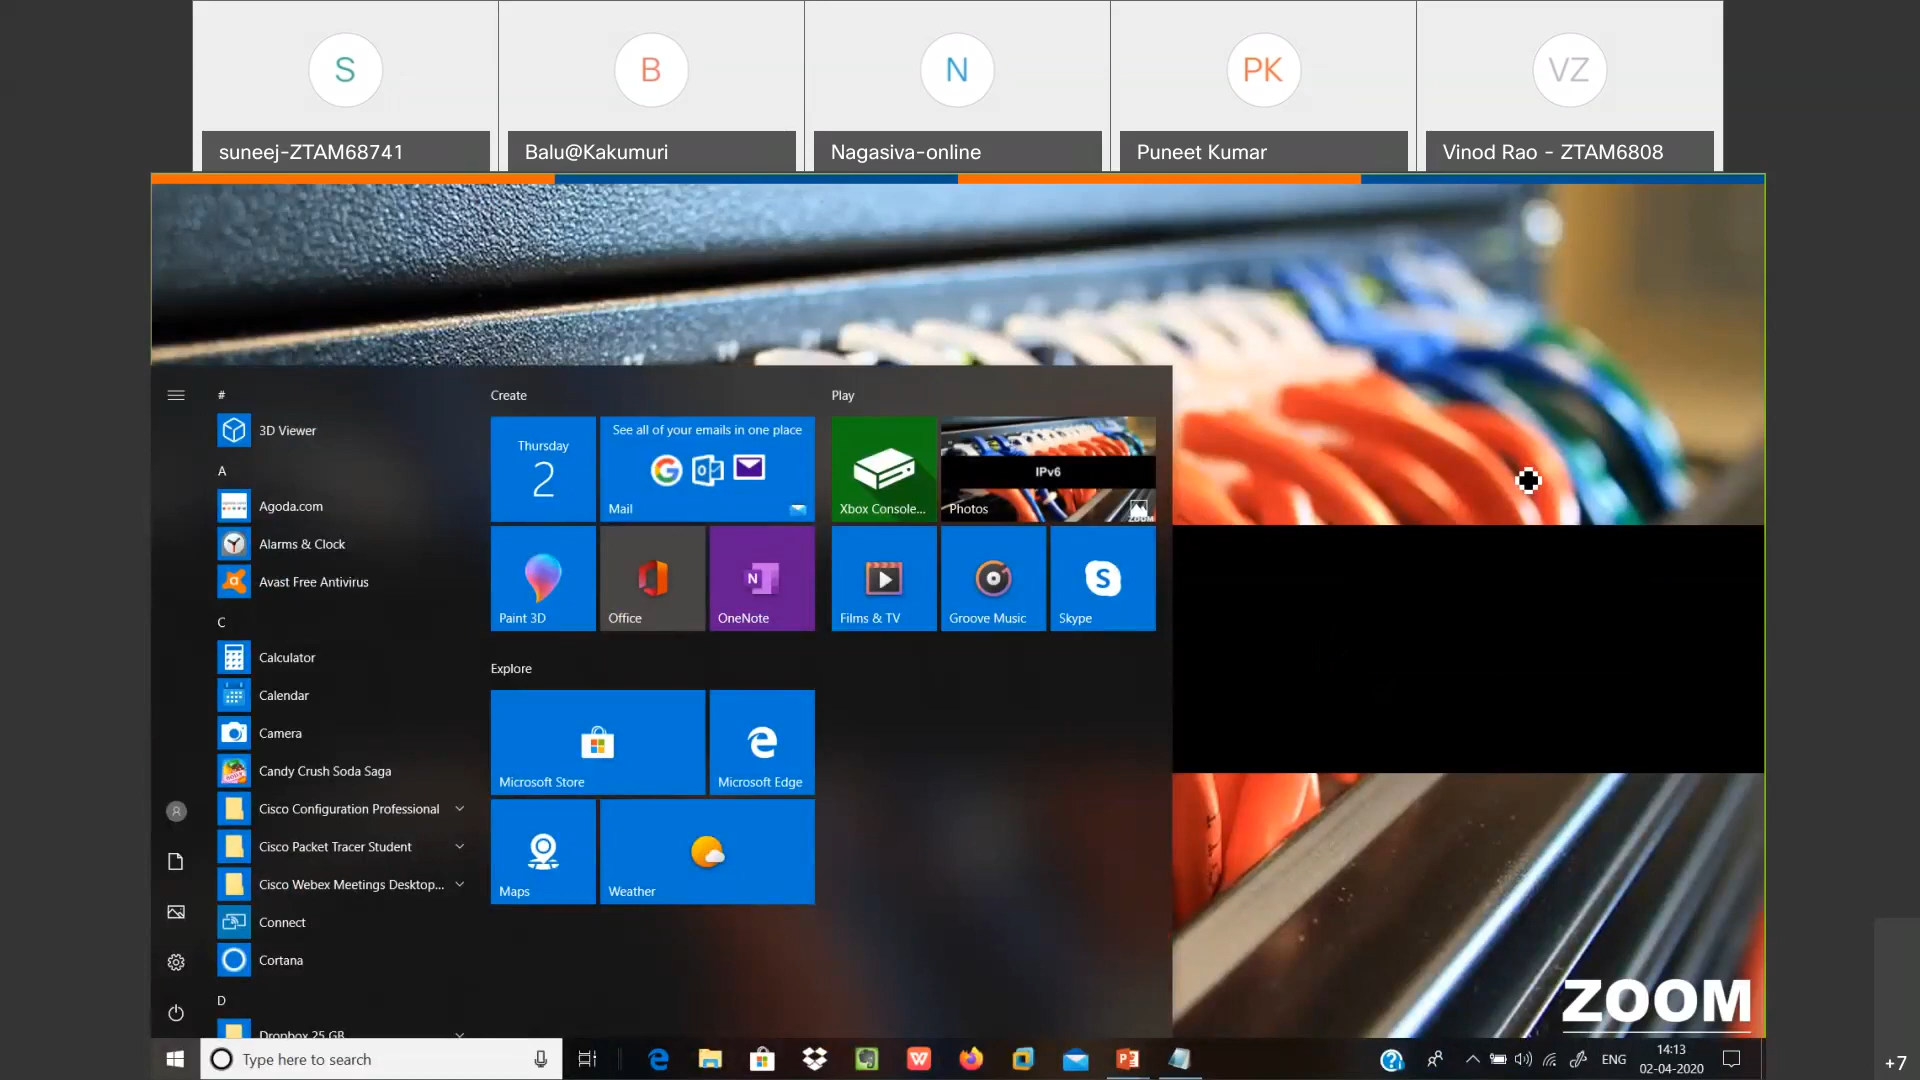 S
B
N
PK
VZ
suneej-ZTAM68741
Balu@Kakumuri
Nagasiva-online
Puneet Kumar
Vinod Rao - ZTAM6808
#
3D Viewer
A
Agoda.com
Alarms & Clock
Avast Free Antivirus
C
Calculator
Calendar
Camera
Candy Crush Soda Saga
Cisco Configuration Professional
Cisco Packet Tracer Student
Cisco Webex Meetings Desktop...
Connect
Cortana
D
Dropbox 25 GB
Create
Thursday
2
See all of your emails in one place
Mail
Paint 3D
Office
N
OneNote
Explore
Microsoft Store
Microsoft Edge
Maps
Weather
Play
Xbox Console...
IPv6
Photos
ZOOM
Films & TV
Groove Music
Skype
ZOOM
Type here to search
ENG
14:13
02-04-2020
+7